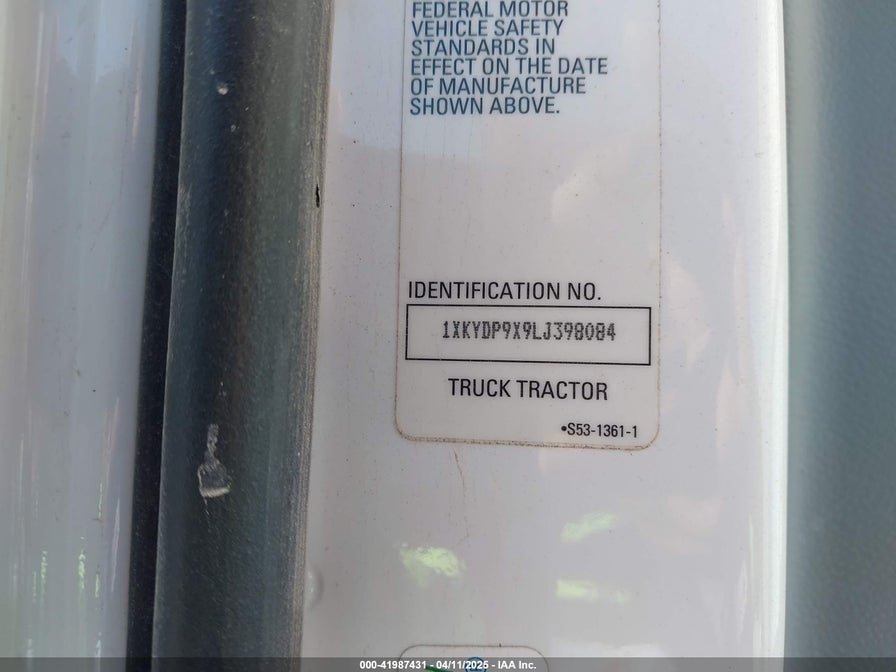 FEDERAL MOTOR
VEHICLE SAFETY
STANDARDS IN
EFFECT ON THE DATE
OF MANUFACTURE
SHOWN ABOVE.
IDENTIFICATION NO.
1XKYDP9X9LJ398084
TRUCK TRACTOR
•S53-1361-1
000-41987431 - 04/11/2025 - IAA Inc.